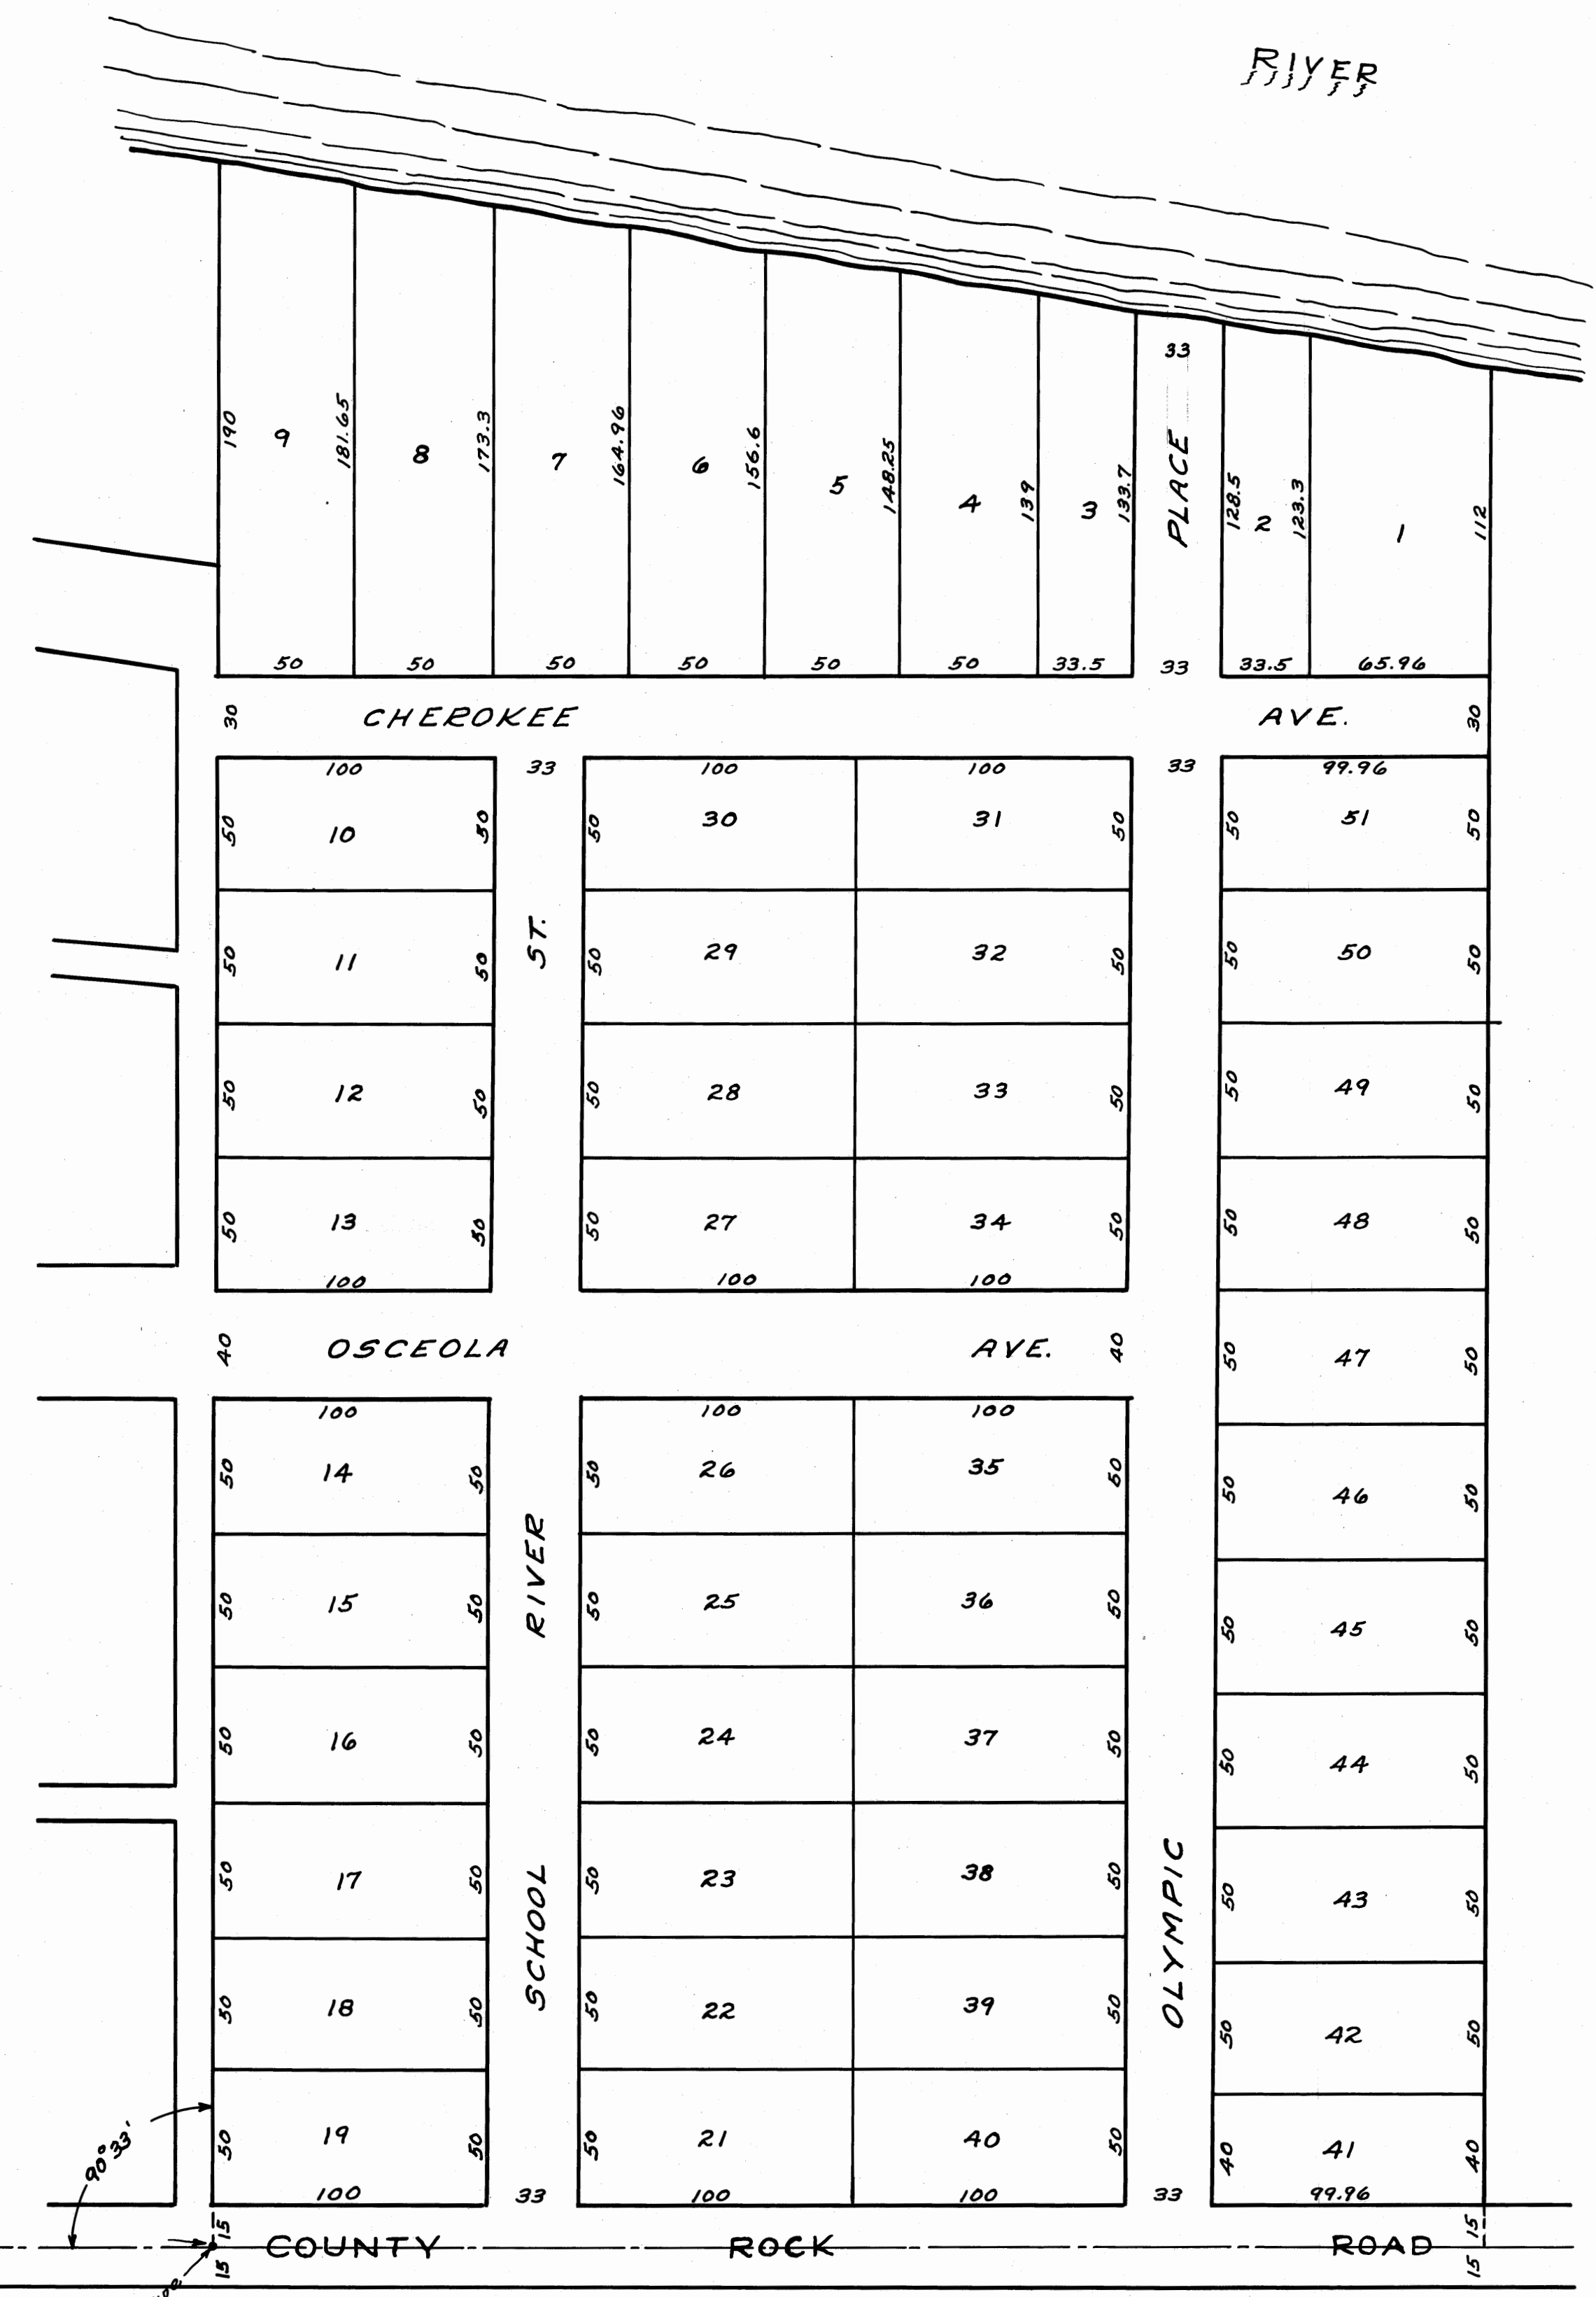 RIVER
33
190 9 181.65 8 173.3 7 164.96 6 156.6 5 148.25 4 139 3 133.7 PLACE 128.5 2 123.3 1 112
50 50 50 50 50 50 33.5 33 33.5 65.96
30 CHEROKEE AVE. 30
100 33 100 100 33 99.96
50 10 50 50 30 31 50 50 51 50
50 11 50 ST. 50 29 32 50 50 50 50
50 12 50 50 28 33 50 50 49 50
50 13 50 50 27 34 50 50 48 50
100 100 100
40 OSCEOLA AVE. 40 50 47 50
100 100 100
50 14 50 50 26 35 50 50 46 50
50 15 50 RIVER 50 25 36 50 50 45 50
50 16 50 50 24 37 50 50 44 50
50 17 50 SCHOOL 50 23 38 50 OLYMPIC 50 43 50
50 18 50 50 22 39 50 50 42 50
90°33'
50 19 50 50 21 40 50 40 41 40
100 33 100 100 33 99.96
15 15
COUNTY ROCK ROAD
15 15